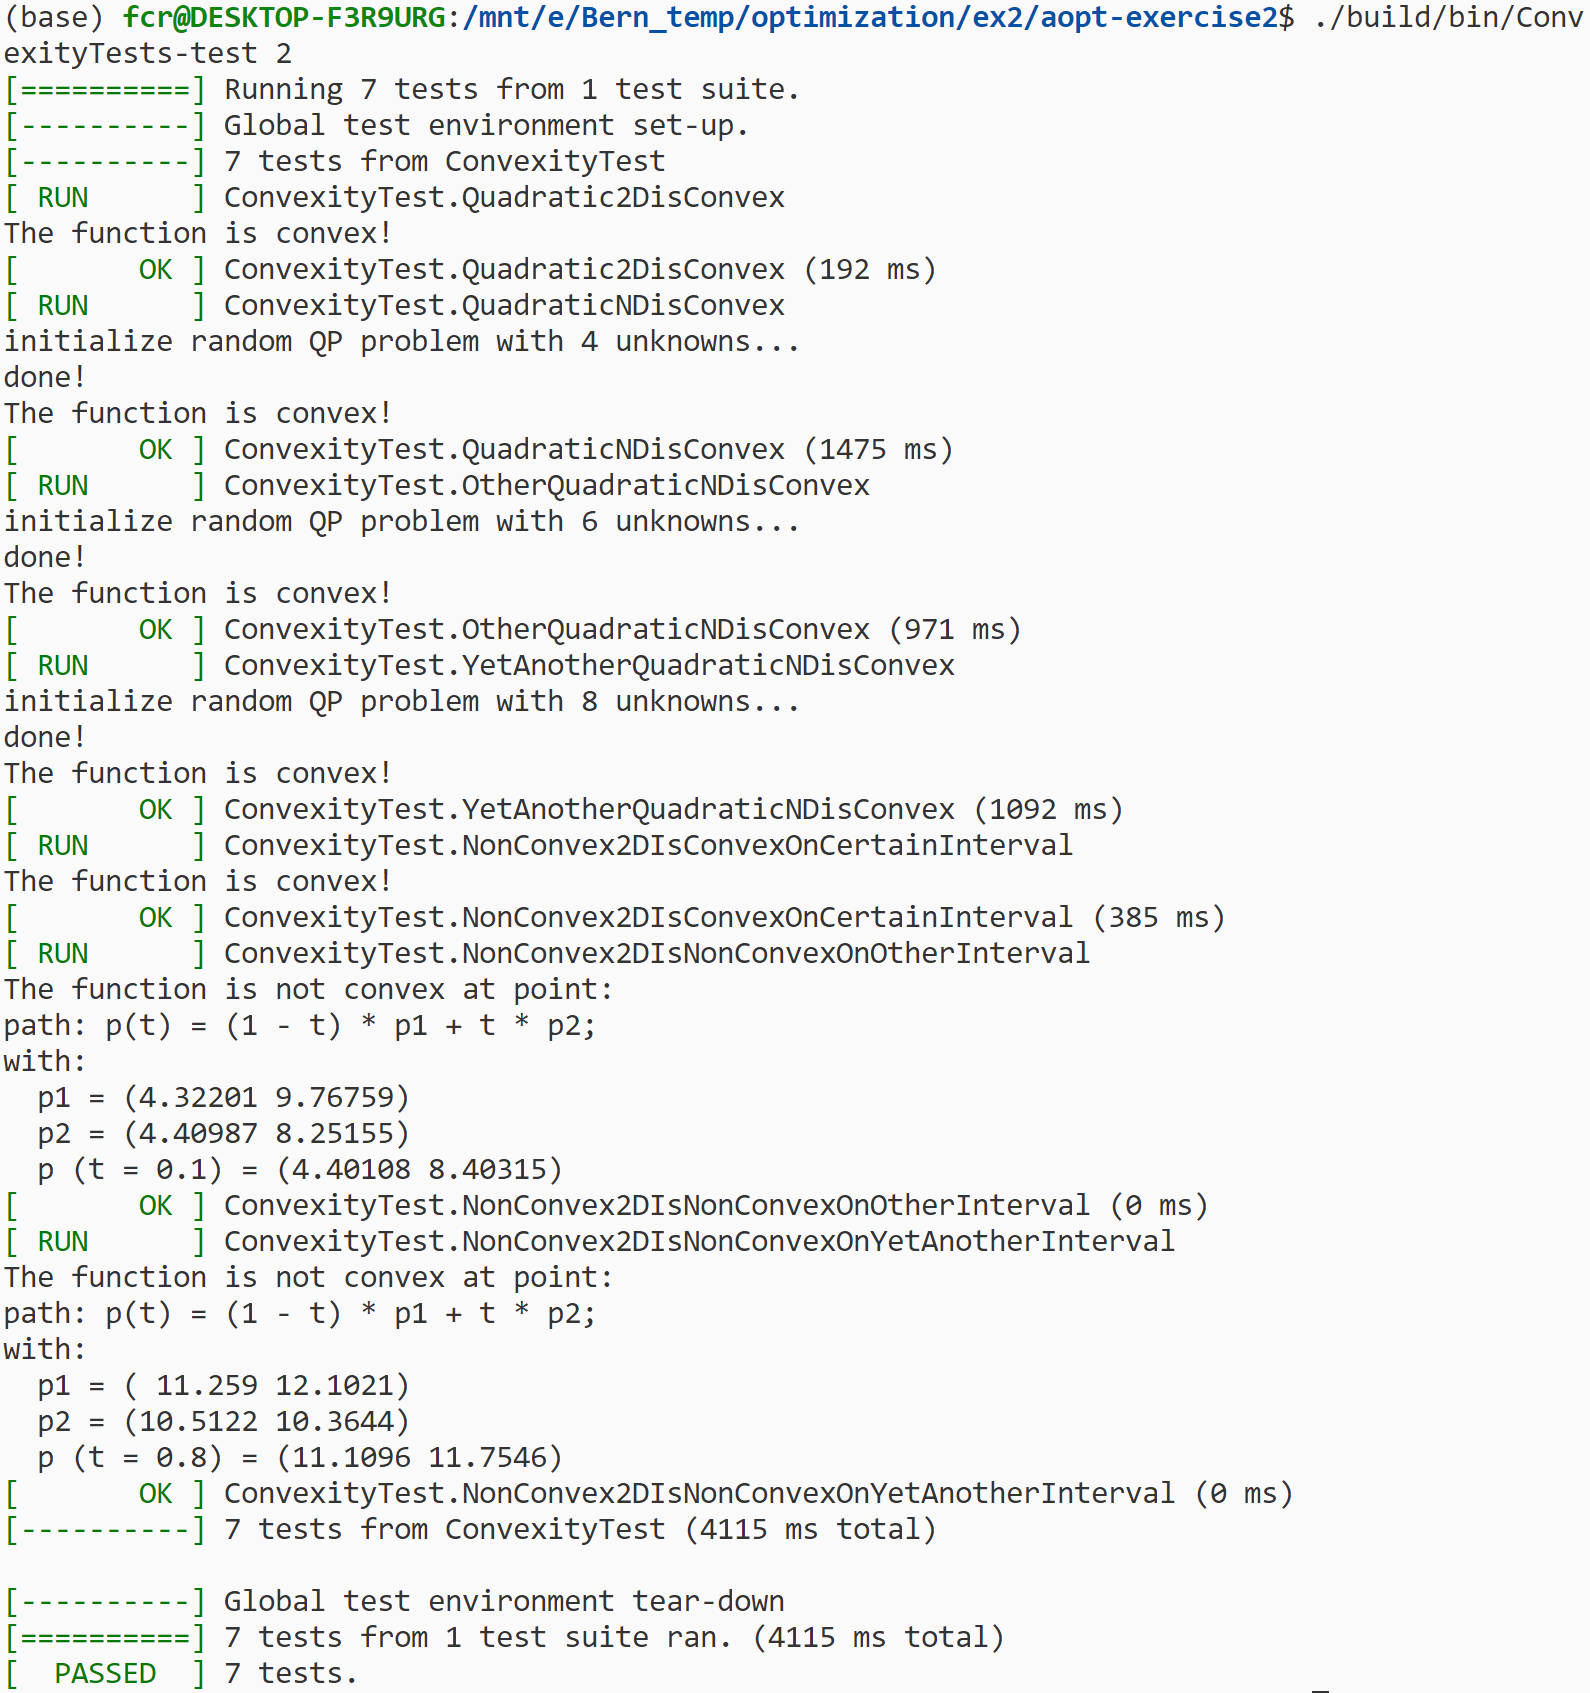 (base) fcr@DESKTOP-F3R9URG:/mnt/e/Bern_temp/optimization/ex2/aopt-exercise2$ ./build/bin/Conv
exityTests-test 2
[==========] Running 7 tests from 1 test suite.
[----------] Global test environment set-up.
[----------] 7 tests from ConvexityTest
[ RUN      ] ConvexityTest.Quadratic2DisConvex
The function is convex!
[       OK ] ConvexityTest.Quadratic2DisConvex (192 ms)
[ RUN      ] ConvexityTest.QuadraticNDisConvex
initialize random QP problem with 4 unknowns...
done!
The function is convex!
[       OK ] ConvexityTest.QuadraticNDisConvex (1475 ms)
[ RUN      ] ConvexityTest.OtherQuadraticNDisConvex
initialize random QP problem with 6 unknowns...
done!
The function is convex!
[       OK ] ConvexityTest.OtherQuadraticNDisConvex (971 ms)
[ RUN      ] ConvexityTest.YetAnotherQuadraticNDisConvex
initialize random QP problem with 8 unknowns...
done!
The function is convex!
[       OK ] ConvexityTest.YetAnotherQuadraticNDisConvex (1092 ms)
[ RUN      ] ConvexityTest.NonConvex2DIsConvexOnCertainInterval
The function is convex!
[       OK ] ConvexityTest.NonConvex2DIsConvexOnCertainInterval (385 ms)
[ RUN      ] ConvexityTest.NonConvex2DIsNonConvexOnOtherInterval
The function is not convex at point:
path: p(t) = (1 - t) * p1 + t * p2;
with:
  p1 = (4.32201 9.76759)
  p2 = (4.40987 8.25155)
  p (t = 0.1) = (4.40108 8.40315)
[       OK ] ConvexityTest.NonConvex2DIsNonConvexOnOtherInterval (0 ms)
[ RUN      ] ConvexityTest.NonConvex2DIsNonConvexOnYetAnotherInterval
The function is not convex at point:
path: p(t) = (1 - t) * p1 + t * p2;
with:
  p1 = ( 11.259 12.1021)
  p2 = (10.5122 10.3644)
  p (t = 0.8) = (11.1096 11.7546)
[       OK ] ConvexityTest.NonConvex2DIsNonConvexOnYetAnotherInterval (0 ms)
[----------] 7 tests from ConvexityTest (4115 ms total)

[----------] Global test environment tear-down
[==========] 7 tests from 1 test suite ran. (4115 ms total)
[  PASSED  ] 7 tests.